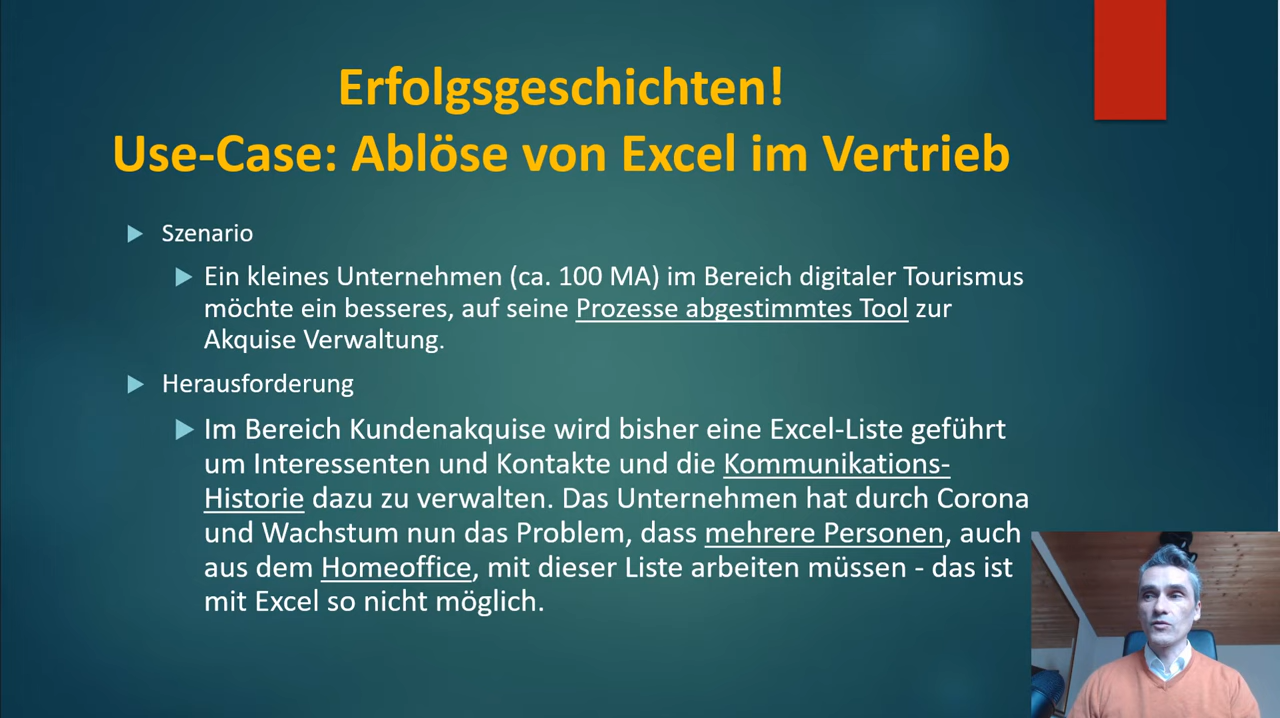 Erfolgsgeschichten!
Use-Case: Ablöse von Excel im Vertrieb
Szenario
Ein kleines Unternehmen (ca. 100 MA) im Bereich digitaler Tourismus
möchte ein besseres, auf seine Prozesse abgestimmtes Tool zur
Akquise Verwaltung.
Herausforderung
Im Bereich Kundenakquise wird bisher eine Excel-Liste geführt
um Interessenten und Kontakte und die Kommunikations-
Historie dazu zu verwalten. Das Unternehmen hat durch Corona
und Wachstum nun das Problem, dass mehrere Personen, auch
aus dem Homeoffice, mit dieser Liste arbeiten müssen - das ist
mit Excel so nicht möglich.